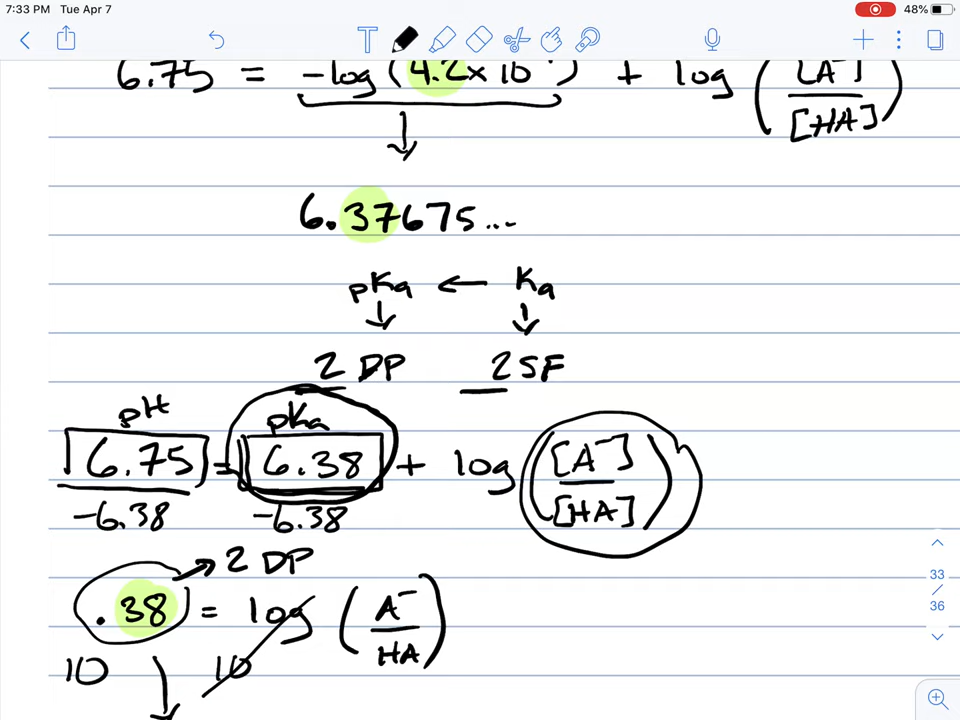 7:33 PM Tue Apr 7 48%
6.75 = -log (4.2 x 10 ) + log ([A-] / [HA])
6.37675...
pKa ← Ka
2 DP 2 SF
pH pKa
6.75 = 6.38 + log ([A-] / [HA])
-6.38 -6.38
→ 2 DP
.38 = log (A- / HA)
10 10
33
/
36